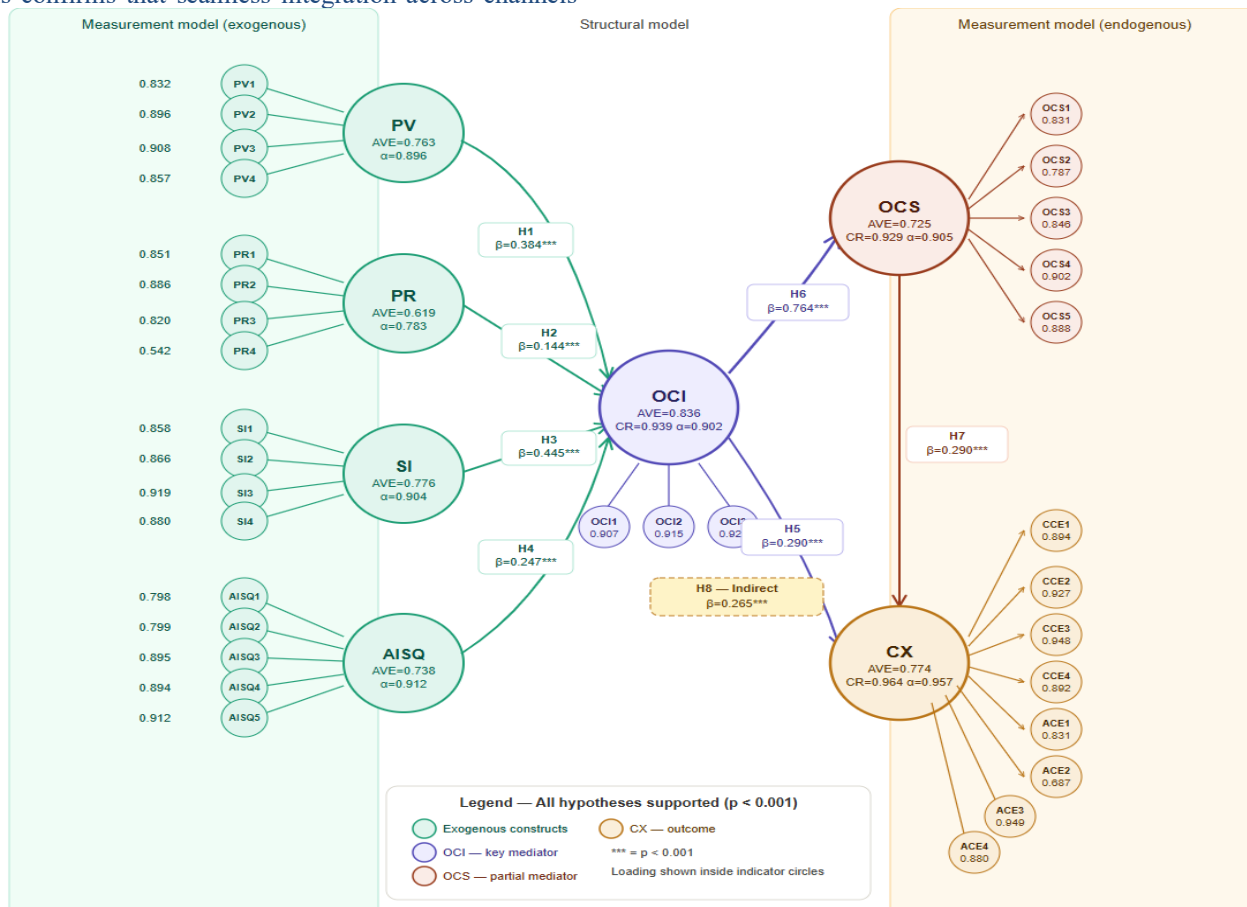 s confirms that seamless integration across channels
Measurement model (exogenous)
Structural model
Measurement model (endogenous)
0.832
PV1
0.896
PV2
0.908
PV3
0.857
PV4
PV
AVE=0.763
α=0.896
0.851
PR1
0.886
PR2
0.820
PR3
0.542
PR4
PR
AVE=0.619
α=0.783
0.858
SI1
0.866
SI2
0.919
SI3
0.880
SI4
SI
AVE=0.776
α=0.904
0.798
AISQ1
0.799
AISQ2
0.895
AISQ3
0.894
AISQ4
0.912
AISQ5
AISQ
AVE=0.738
α=0.912
H1
β=0.384***
H2
β=0.144***
H3
β=0.445***
H4
β=0.247***
OCI
AVE=0.836
CR=0.939 α=0.902
OCI1
0.907
OCI2
0.915
H6
β=0.764***
H5
β=0.290***
H8 — Indirect
β=0.265***
H7
β=0.290***
OCS
AVE=0.725
CR=0.929 α=0.905
OCS1
0.831
OCS2
0.787
OCS3
0.846
OCS4
0.902
OCS5
0.888
CX
AVE=0.774
CR=0.964 α=0.957
CCE1
0.894
CCE2
0.927
CCE3
0.948
CCE4
0.892
ACE1
0.831
ACE2
0.687
ACE3
0.949
ACE4
0.880
Legend — All hypotheses supported (p < 0.001)
Exogenous constructs
CX — outcome
OCI — key mediator
*** = p < 0.001
OCS — partial mediator
Loading shown inside indicator circles